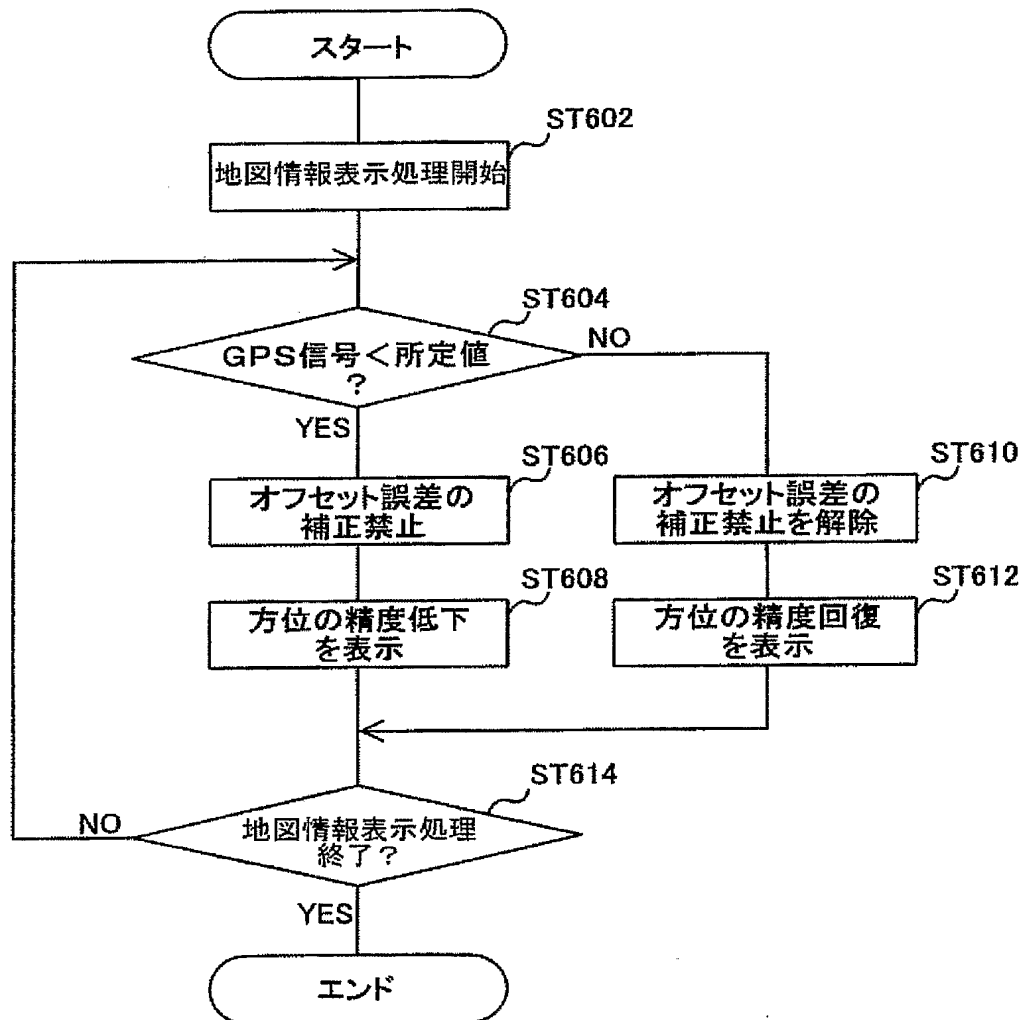 スタート
ST602
地図情報表示処理開始
ST604
GPS信号<所定値
?
NO
YES
ST606
オフセット誤差の
補正禁止
ST610
オフセット誤差の
補正禁止を解除
ST608
方位の精度低下
を表示
ST612
方位の精度回復
を表示
ST614
地図情報表示処理
終了?
NO
YES
エンド